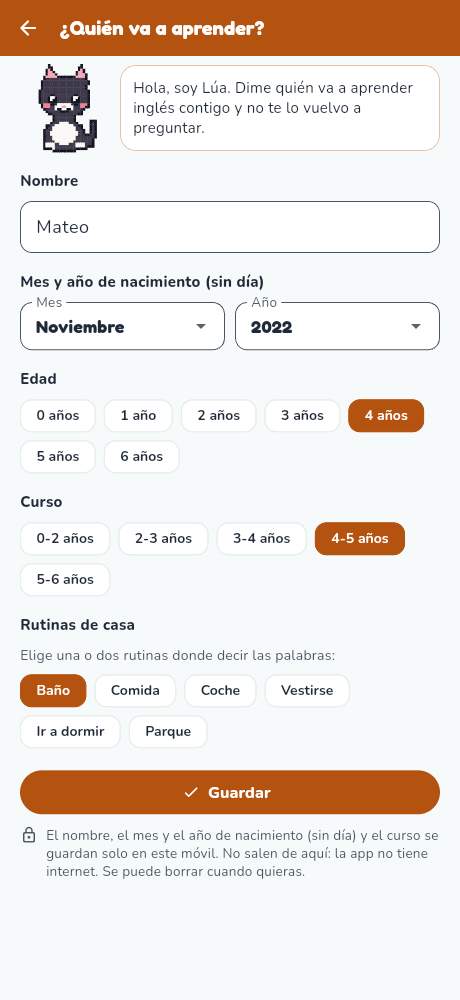 ¿Quién va a aprender?
Hola, soy Lúa. Dime quién va a aprender
inglés contigo y no te lo vuelvo a
preguntar.
Nombre
Mateo
Mes y año de nacimiento (sin día)
Mes
Año
Noviembre
2022
Edad
0 años
1 año
2 años
3 años
4 años
5 años
6 años
Curso
0-2 años
2-3 años
3-4 años
4-5 años
5-6 años
Rutinas de casa
Elige una o dos rutinas donde decir las palabras:
Baño
Comida
Coche
Vestirse
Ir a dormir
Parque
Guardar
El nombre, el mes y el año de nacimiento (sin día) y el curso se
guardan solo en este móvil. No salen de aquí: la app no tiene
internet. Se puede borrar cuando quieras.